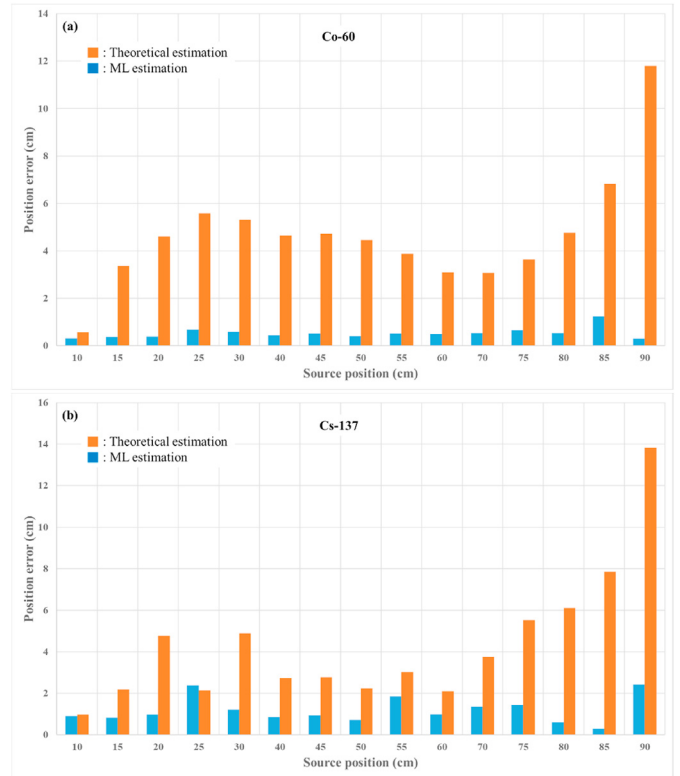 (a)
Co-60
: Theoretical estimation
: ML estimation
Position error (cm)
14
12
10
8
6
4
2
0
10 15 20 25 30 40 45 50 55 60 70 75 80 85 90
Source position (cm)
(b)
Cs-137
: Theoretical estimation
: ML estimation
Position error (cm)
16
14
12
10
8
6
4
2
0
10 15 20 25 30 40 45 50 55 60 70 75 80 85 90
Source position (cm)